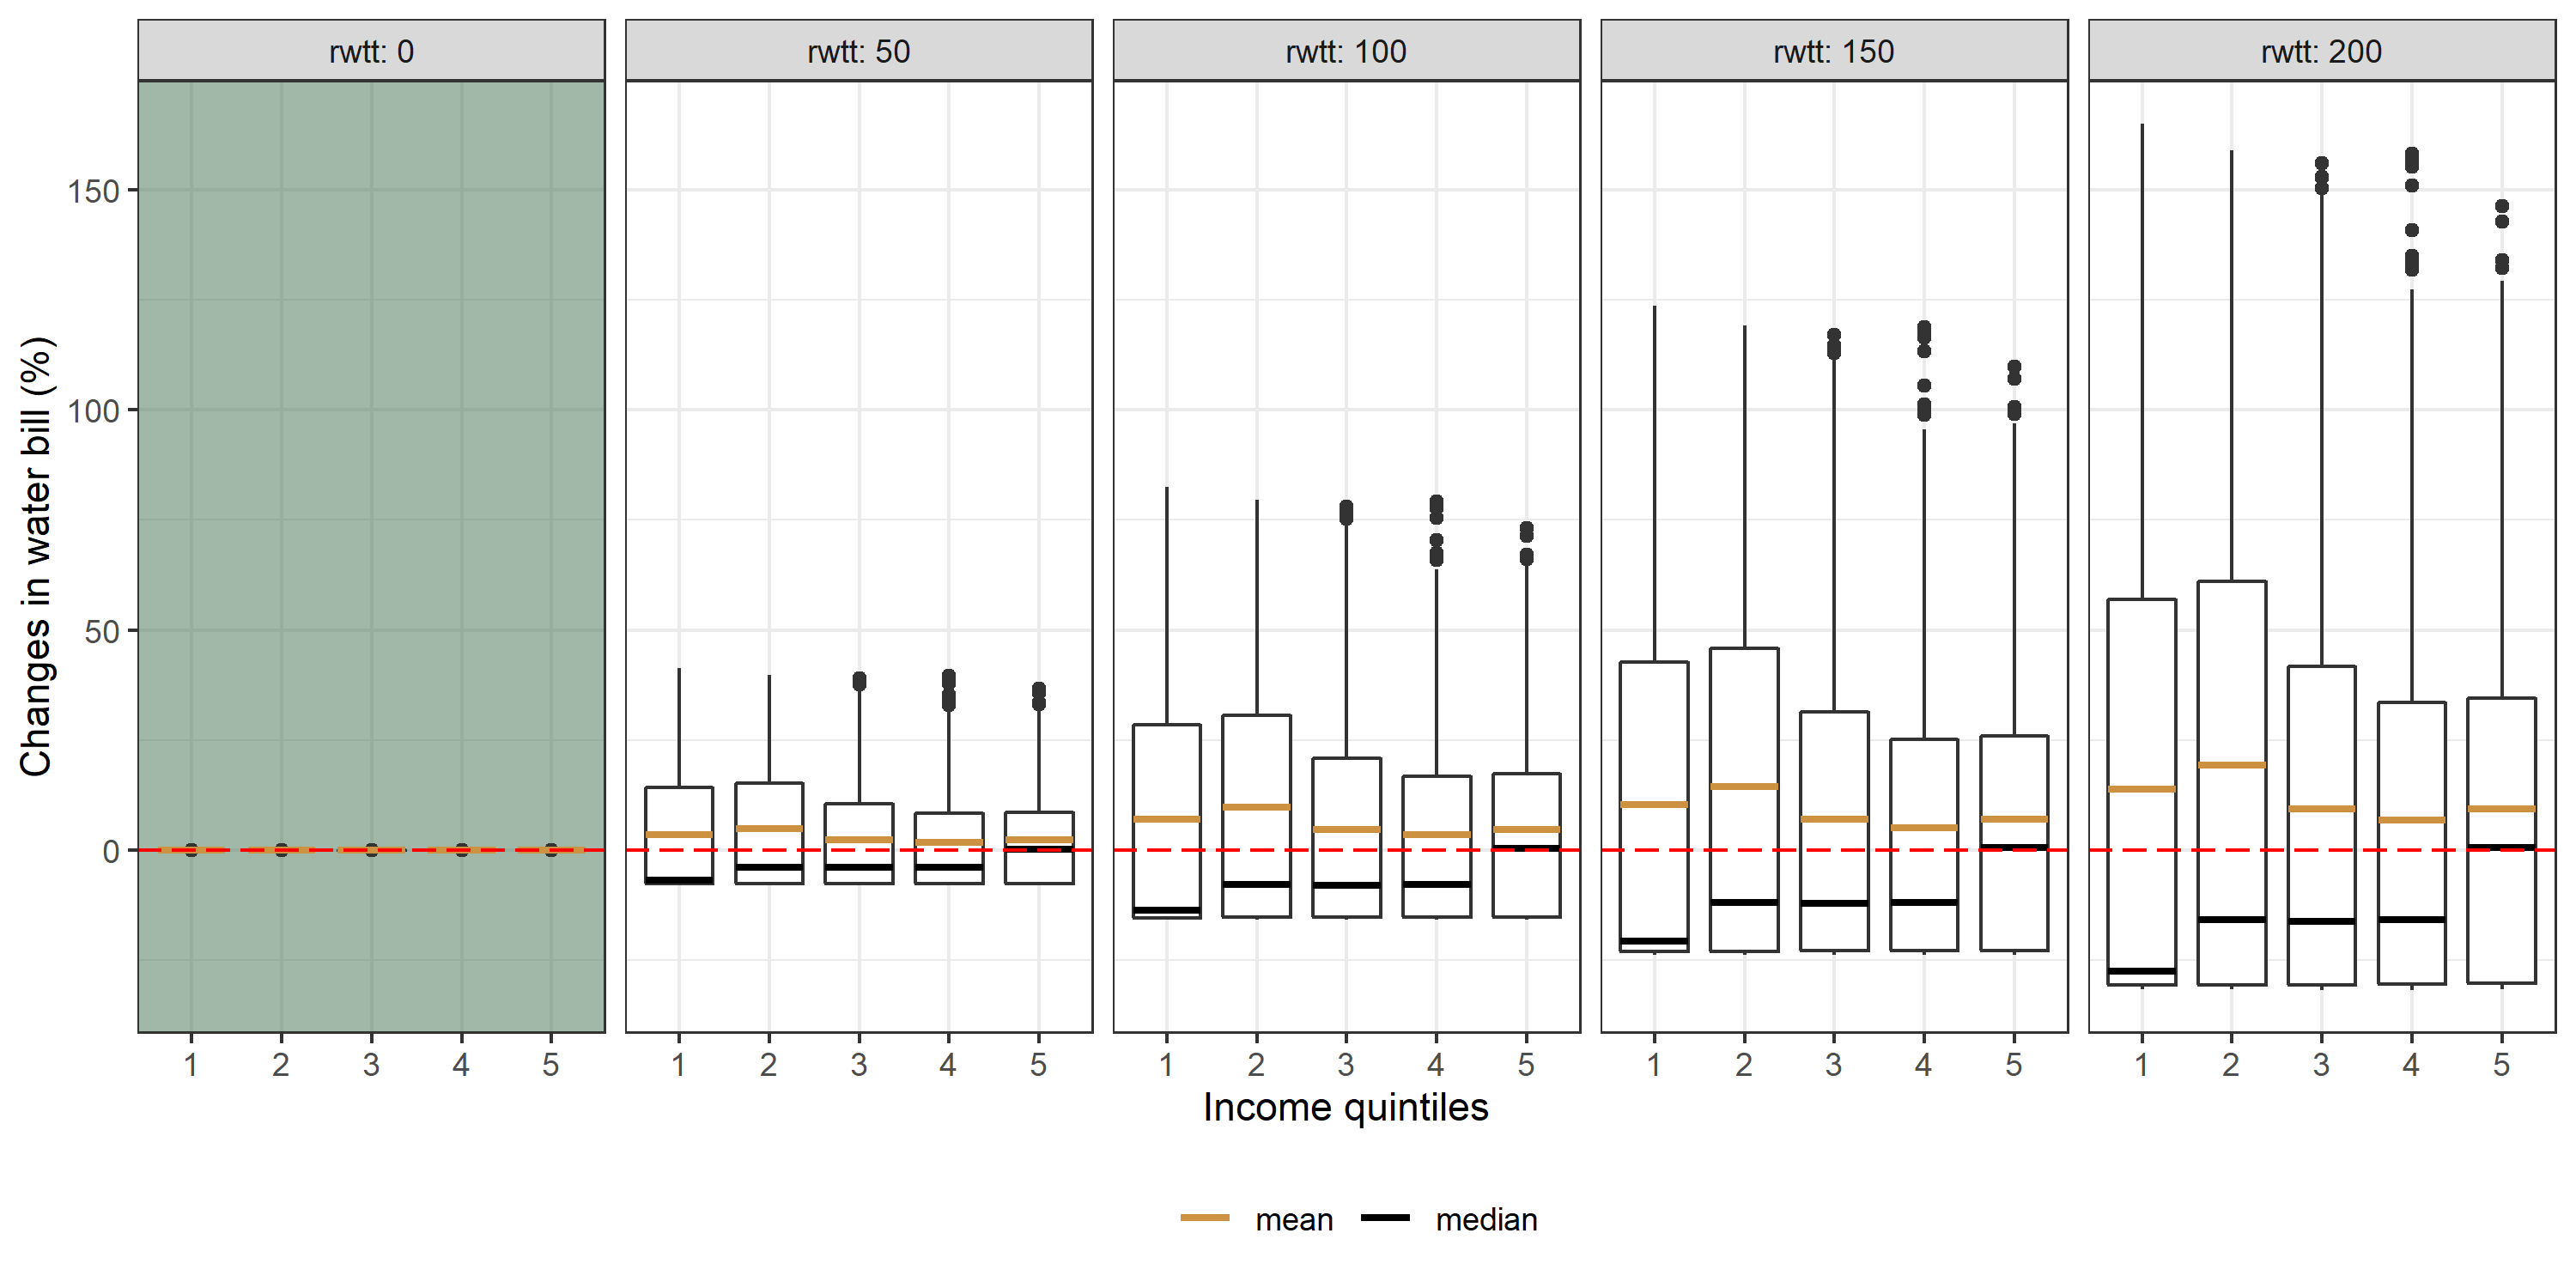 rwtt: 0 rwtt: 50 rwtt: 100 rwtt: 150 rwtt: 200
Changes in water bill (%)
150
100
50
0
1 2 3 4 5 1 2 3 4 5 1 2 3 4 5 1 2 3 4 5 1 2 3 4 5
Income quintiles
mean median